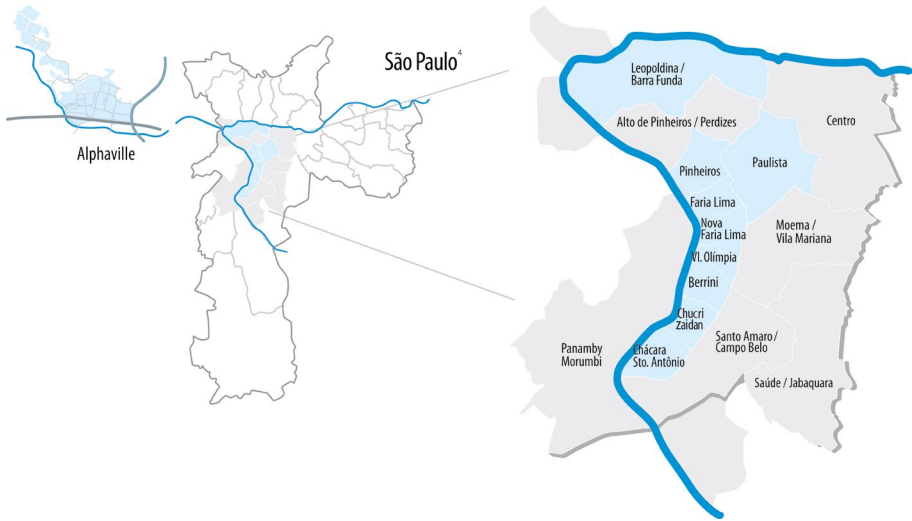 São Paulo⁴
Alphaville
Leopoldina /
Barra Funda
Alto de Pinheiros / Perdizes
Centro
Pinheiros
Paulista
Faria Lima
Nova
Faria Lima
Moema /
Vila Mariana
Vl. Olímpia
Berrini
Chucri
Zaidan
Santo Amaro /
Campo Belo
Panamby
Morumbi
Chácara
Sto. Antônio
Saúde / Jabaquara